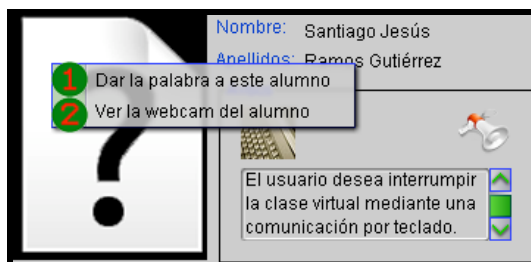 Nombre: Santiago Jesús
Apellidos: Ramos Gutiérrez
1 Dar la palabra a este alumno
2 Ver la webcam del alumno
?
El usuario desea interrumpir
la clase virtual mediante una
comunicación por teclado.